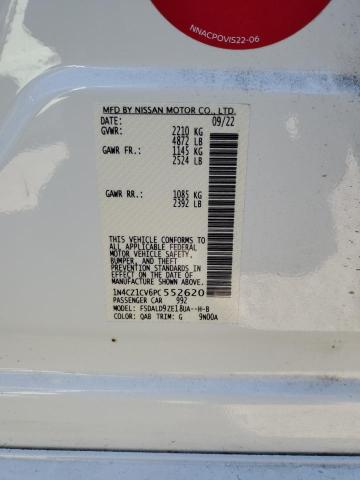 NNACPOVIS22-06
MFD BY NISSAN MOTOR CO., LTD.
DATE: 09/22
GVWR: 2210 KG
4872 LB
GAWR FR.: 1145 KG
2524 LB
GAWR RR.: 1085 KG
2392 LB
THIS VEHICLE CONFORMS TO
ALL APPLICABLE FEDERAL
MOTOR VEHICLE SAFETY,
BUMPER, AND THEFT
PREVENTION STANDARDS IN
EFFECT ON THE DATE OF
MANUFACTURE SHOWN ABOVE.
1N4CZ1CV6PC552620
PASSENGER CAR 992
MODEL: FSDALD9ZE18UA--H-B
COLOR: QAB TRIM: G 9N00A